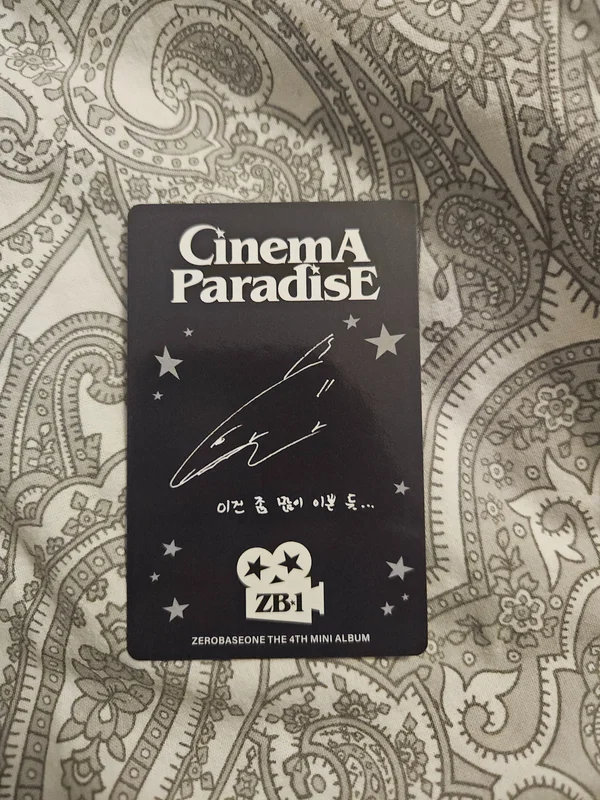 CinemA
ParadisE
이건 좀 많이 이쁜 듯...
ZB1
ZEROBASEONE THE 4TH MINI ALBUM